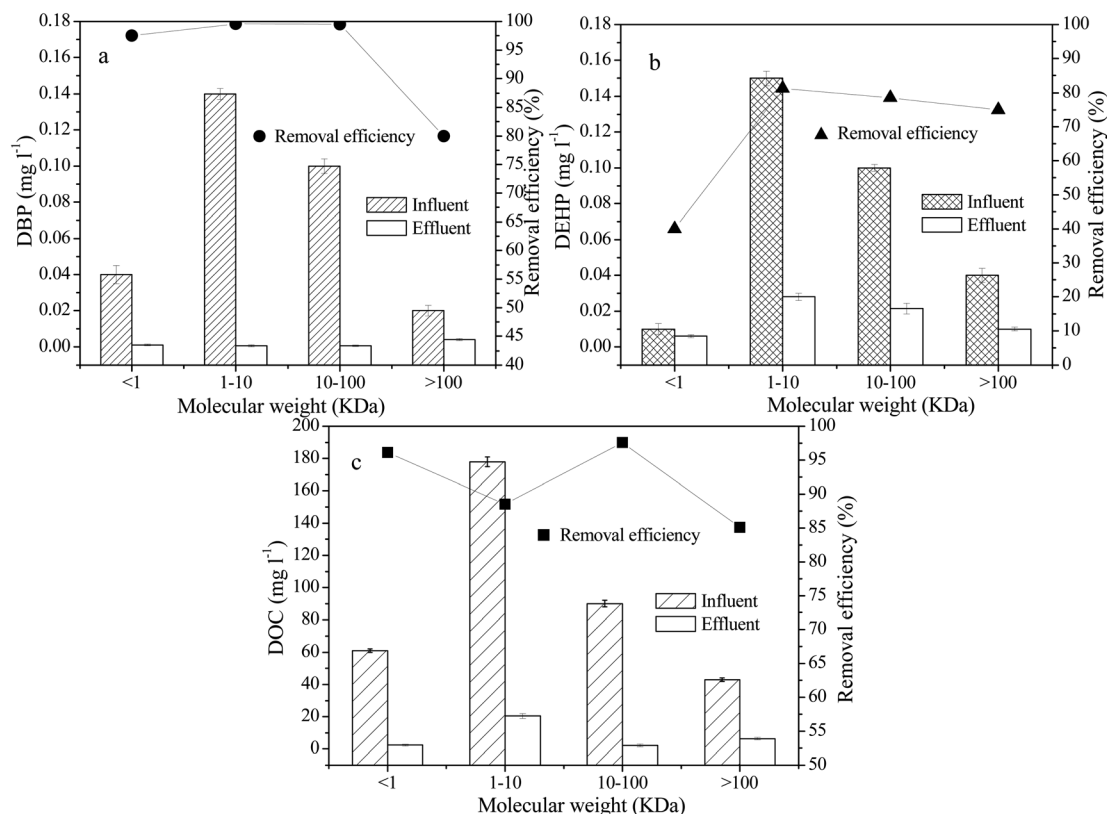 a
DBP (mg l⁻¹)
0.18
0.16
0.14
0.12
0.10
0.08
0.06
0.04
0.02
0.00
Removal efficiency
Influent
Effluent
100
95
90
85
80
75
70
65
60
55
50
45
40
Removal efficiency (%)
<1 1-10 10-100 >100
Molecular weight (KDa)
b
DEHP (mg l⁻¹)
0.18
0.16
0.14
0.12
0.10
0.08
0.06
0.04
0.02
0.00
Removal efficiency
Influent
Effluent
100
90
80
70
60
50
40
30
20
10
0
Removal efficiency (%)
<1 1-10 10-100 >100
Molecular weight (KDa)
c
DOC (mg l⁻¹)
200
180
160
140
120
100
80
60
40
20
0
Removal efficiency
Influent
Effluent
100
95
90
85
80
75
70
65
60
55
50
Removal efficiency (%)
<1 1-10 10-100 >100
Molecular weight (KDa)